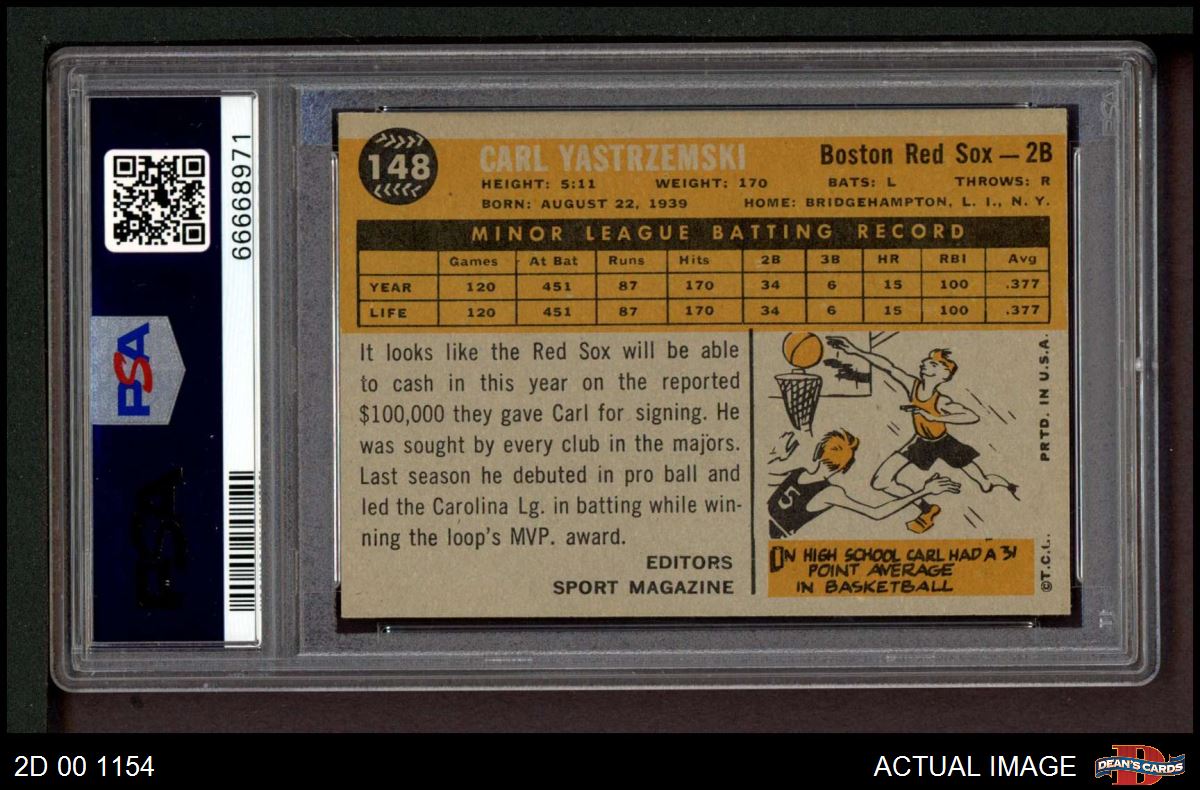 148
CARL YASTRZEMSKI
Boston Red Sox — 2B
HEIGHT: 5:11 WEIGHT: 170 BATS: L THROWS: R
BORN: AUGUST 22, 1939 HOME: BRIDGEHAMPTON, L. I., N. Y.
MINOR LEAGUE BATTING RECORD
Games At Bat Runs Hits 2B 3B HR RBI Avg
YEAR 120 451 87 170 34 6 15 100 .377
LIFE 120 451 87 170 34 6 15 100 .377
It looks like the Red Sox will be able
to cash in this year on the reported
$100,000 they gave Carl for signing. He
was sought by every club in the majors.
Last season he debuted in pro ball and
led the Carolina Lg. in batting while win-
ning the loop's MVP. award.
EDITORS
SPORT MAGAZINE
5
IN HIGH SCHOOL CARL HAD A 31
POINT AVERAGE
IN BASKETBALL
©T.C.G. PRTD. IN U.S.A.
66668971
PSA
PSA
2D 00 1154
ACTUAL IMAGE
DEAN'S CARDS